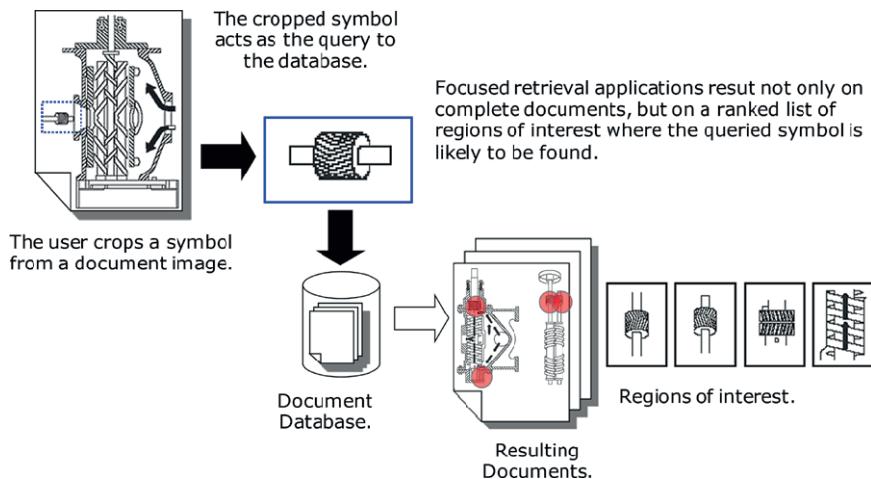 The cropped symbol
acts as the query to
the database.
Focused retrieval applications resut not only on
complete documents, but on a ranked list of
regions of interest where the queried symbol is
likely to be found.
The user crops a symbol
from a document image.
Document
Database.
Regions of interest.
Resulting
Documents.